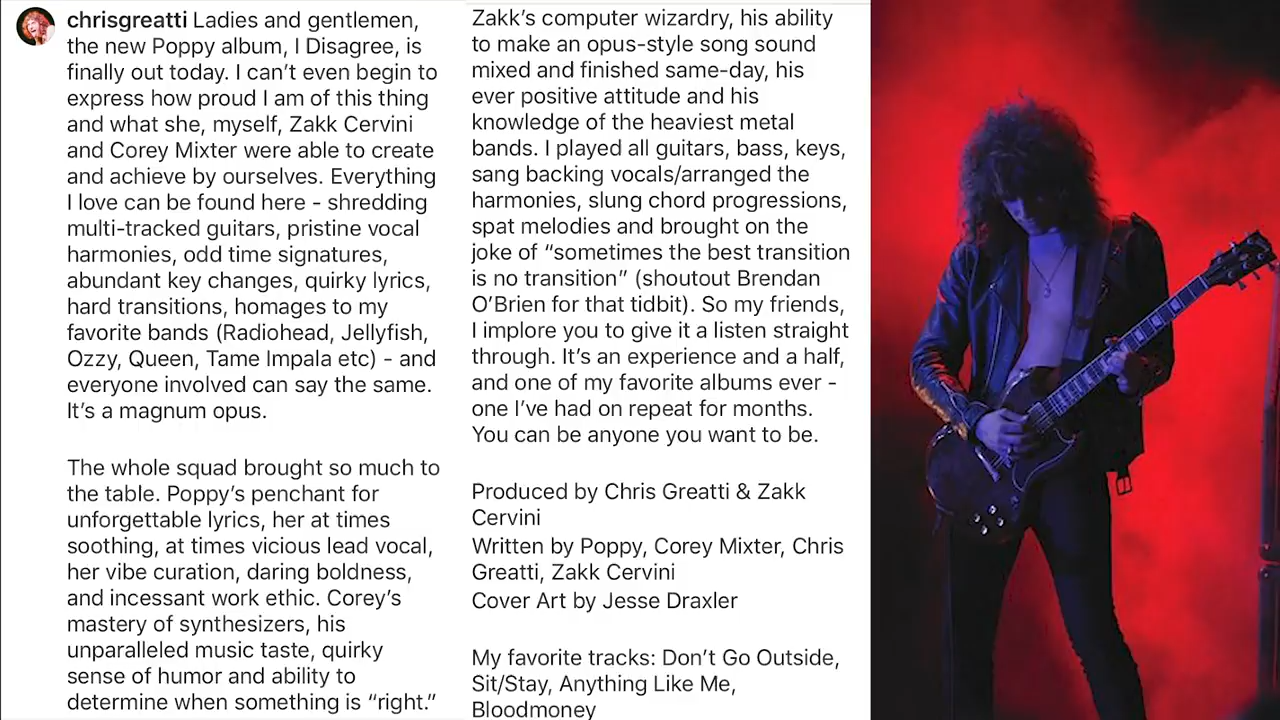 chrisgreatti Ladies and gentlemen,
the new Poppy album, I Disagree, is
finally out today. I can’t even begin to
express how proud I am of this thing
and what she, myself, Zakk Cervini
and Corey Mixter were able to create
and achieve by ourselves. Everything
I love can be found here - shredding
multi-tracked guitars, pristine vocal
harmonies, odd time signatures,
abundant key changes, quirky lyrics,
hard transitions, homages to my
favorite bands (Radiohead, Jellyfish,
Ozzy, Queen, Tame Impala etc) - and
everyone involved can say the same.
It’s a magnum opus.
The whole squad brought so much to
the table. Poppy’s penchant for
unforgettable lyrics, her at times
soothing, at times vicious lead vocal,
her vibe curation, daring boldness,
and incessant work ethic. Corey’s
mastery of synthesizers, his
unparalleled music taste, quirky
sense of humor and ability to
determine when something is “right.”
Zakk’s computer wizardry, his ability
to make an opus-style song sound
mixed and finished same-day, his
ever positive attitude and his
knowledge of the heaviest metal
bands. I played all guitars, bass, keys,
sang backing vocals/arranged the
harmonies, slung chord progressions,
spat melodies and brought on the
joke of “sometimes the best transition
is no transition” (shoutout Brendan
O’Brien for that tidbit). So my friends,
I implore you to give it a listen straight
through. It’s an experience and a half,
and one of my favorite albums ever -
one I’ve had on repeat for months.
You can be anyone you want to be.
Produced by Chris Greatti & Zakk
Cervini
Written by Poppy, Corey Mixter, Chris
Greatti, Zakk Cervini
Cover Art by Jesse Draxler
My favorite tracks: Don’t Go Outside,
Sit/Stay, Anything Like Me,
Bloodmoney